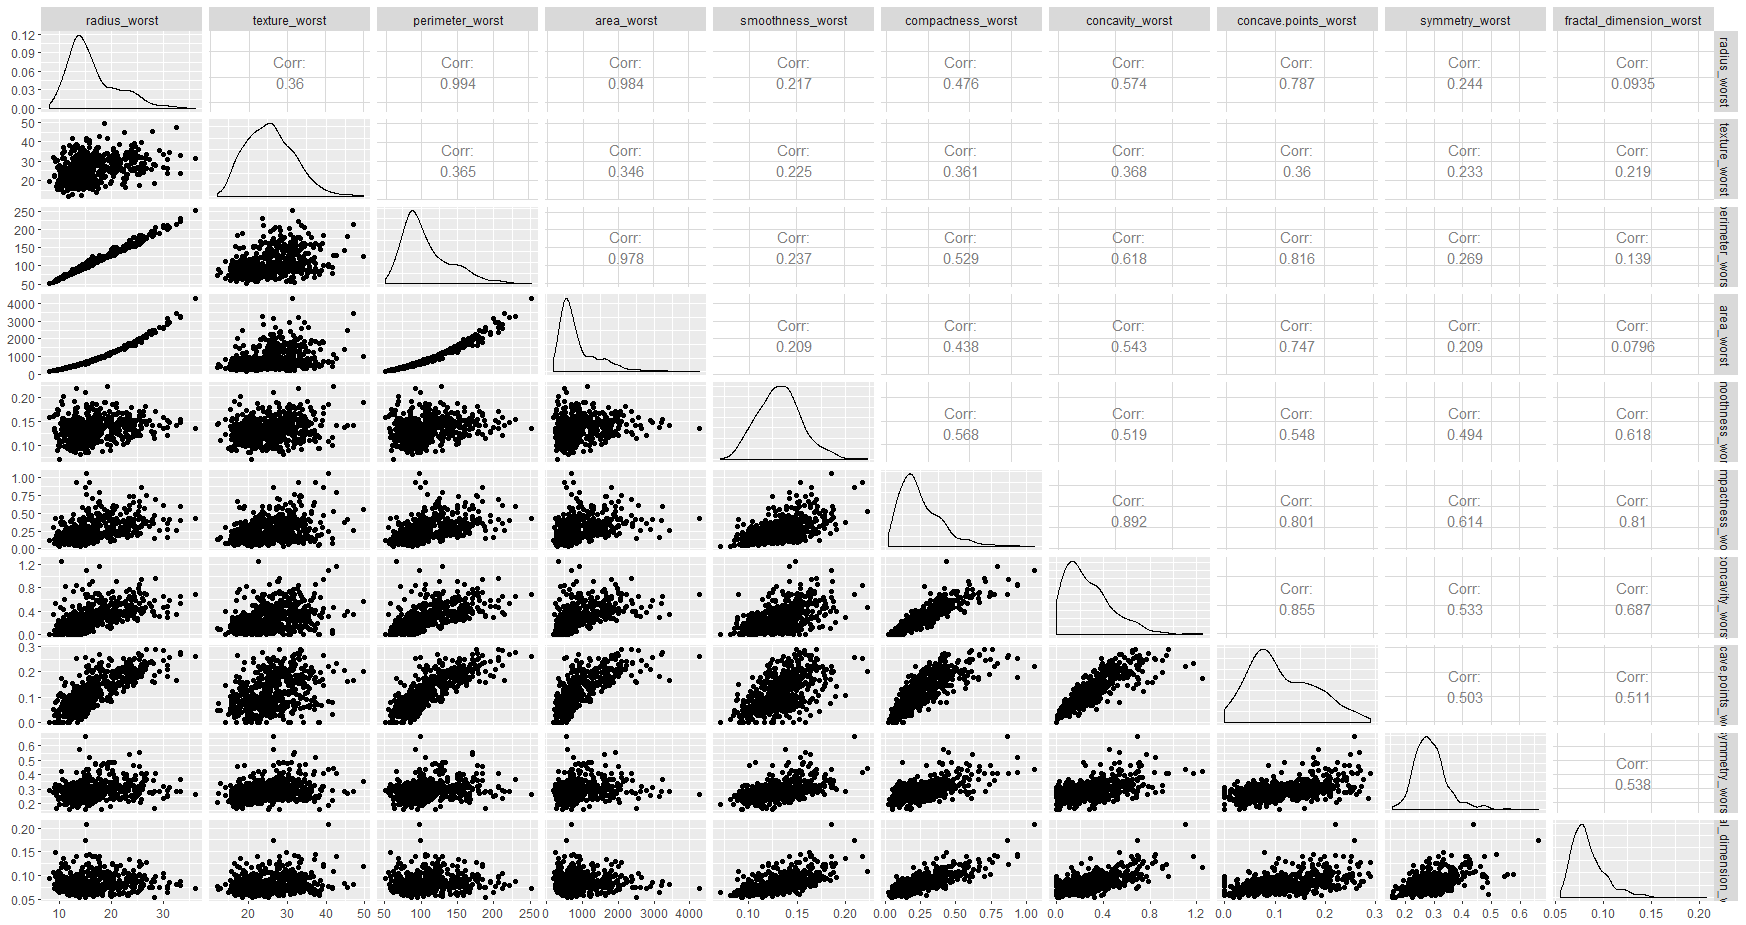 radius_worst texture_worst perimeter_worst area_worst smoothness_worst compactness_worst concavity_worst concave.points_worst symmetry_worst fractal_dimension_worst
0.12 0.09 0.06 0.03 0.00
Corr: Corr: Corr: Corr: Corr: Corr: Corr: Corr: Corr:
0.36 0.994 0.984 0.217 0.476 0.574 0.787 0.244 0.0935
radius_worst
50 40 30 20
Corr: Corr: Corr: Corr: Corr: Corr: Corr: Corr:
0.365 0.346 0.225 0.361 0.368 0.36 0.233 0.219
texture_worst
250 200 150 100 50
Corr: Corr: Corr: Corr: Corr: Corr: Corr:
0.978 0.237 0.529 0.618 0.816 0.269 0.139
perimeter_wors
4000 3000 2000 1000 0
Corr: Corr: Corr: Corr: Corr: Corr:
0.209 0.438 0.543 0.747 0.209 0.0796
area_worst
0.20 0.15 0.10
Corr: Corr: Corr: Corr: Corr:
0.568 0.519 0.548 0.494 0.618
noothness_wor
1.00 0.75 0.50 0.25 0.00
Corr: Corr: Corr: Corr:
0.892 0.801 0.614 0.81
mpactness_wo
1.2 0.8 0.4 0.0
Corr: Corr: Corr:
0.855 0.533 0.687
concavity_wors
0.3 0.2 0.1 0.0
Corr: Corr:
0.503 0.511
cave.points_w
0.6 0.5 0.4 0.3 0.2
Corr:
0.538
symmetry_wors
0.20 0.15 0.10 0.05
al_dimension_w
10 20 30 20 30 40 50 50 100 150 200 250 0 1000 2000 3000 4000 0.10 0.15 0.20 0.00 0.25 0.50 0.75 1.00 0.0 0.4 0.8 1.2 0.0 0.1 0.2 0.3 0.2 0.3 0.4 0.5 0.6 0.05 0.10 0.15 0.20